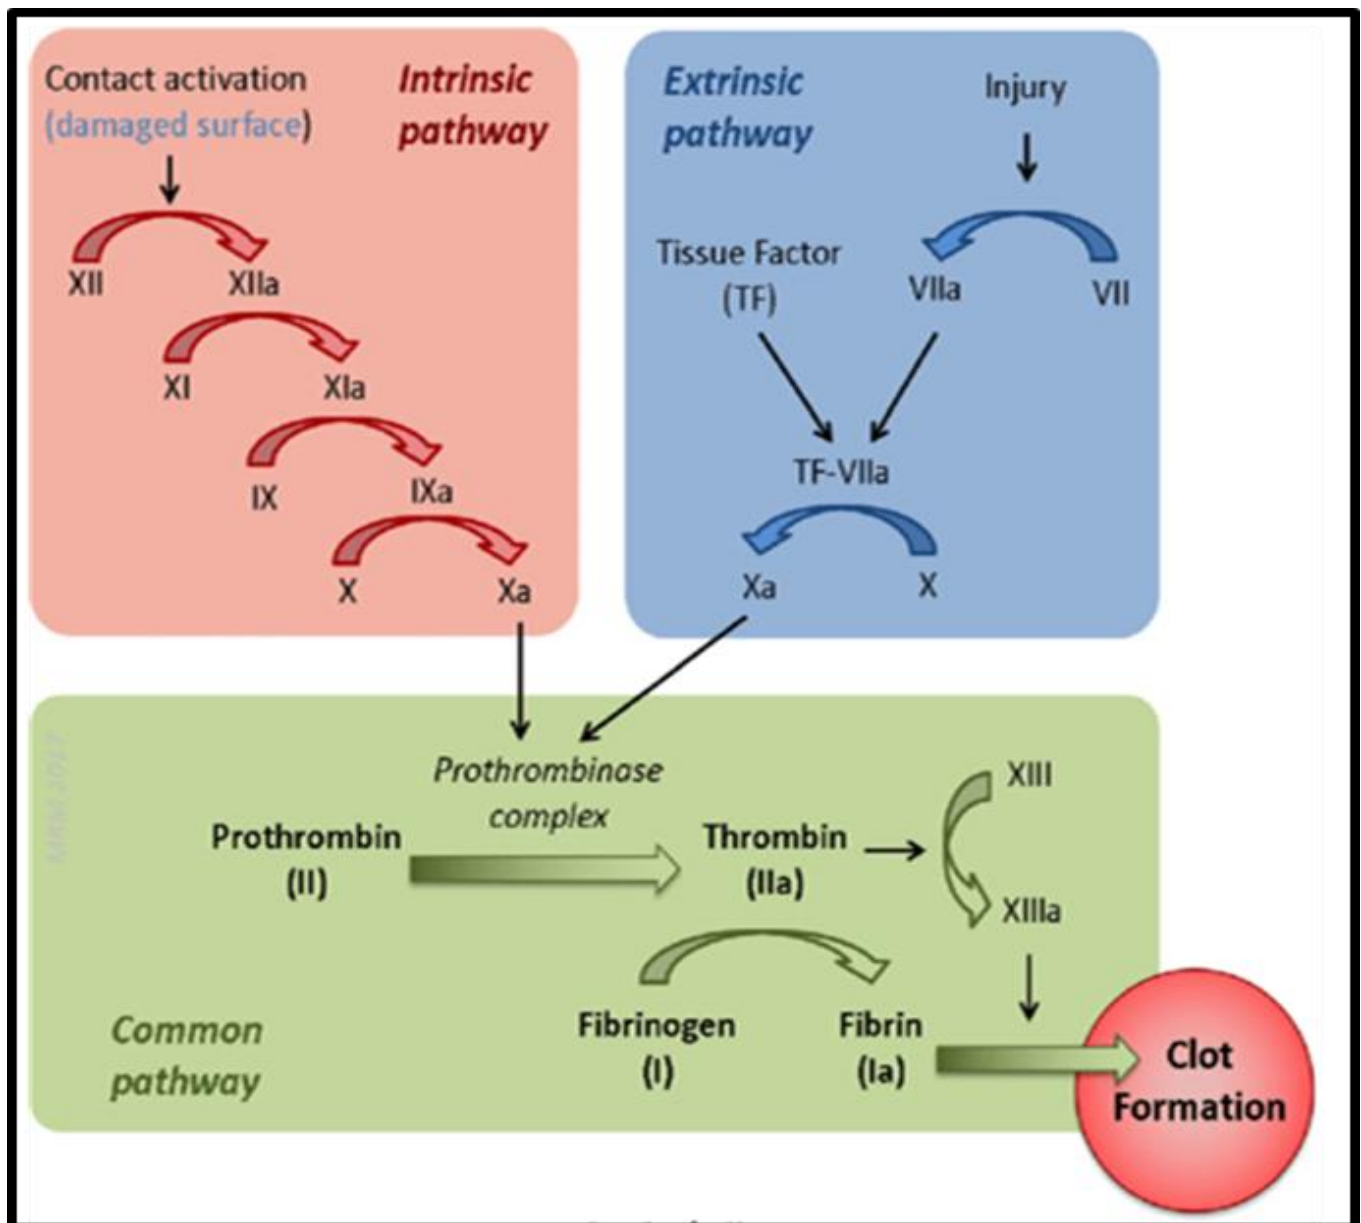 Contact activation
(damaged surface)
Intrinsic
pathway
XII
XIIa
XI
XIa
IX
IXa
X
Xa
Extrinsic
pathway
Injury
Tissue Factor
(TF)
VIIa
VII
TF-VIIa
Xa
X
Prothrombinase
complex
Prothrombin
(II)
Thrombin
(IIa)
XIII
XIIIa
Fibrinogen
(I)
Fibrin
(Ia)
Common
pathway
Clot
Formation